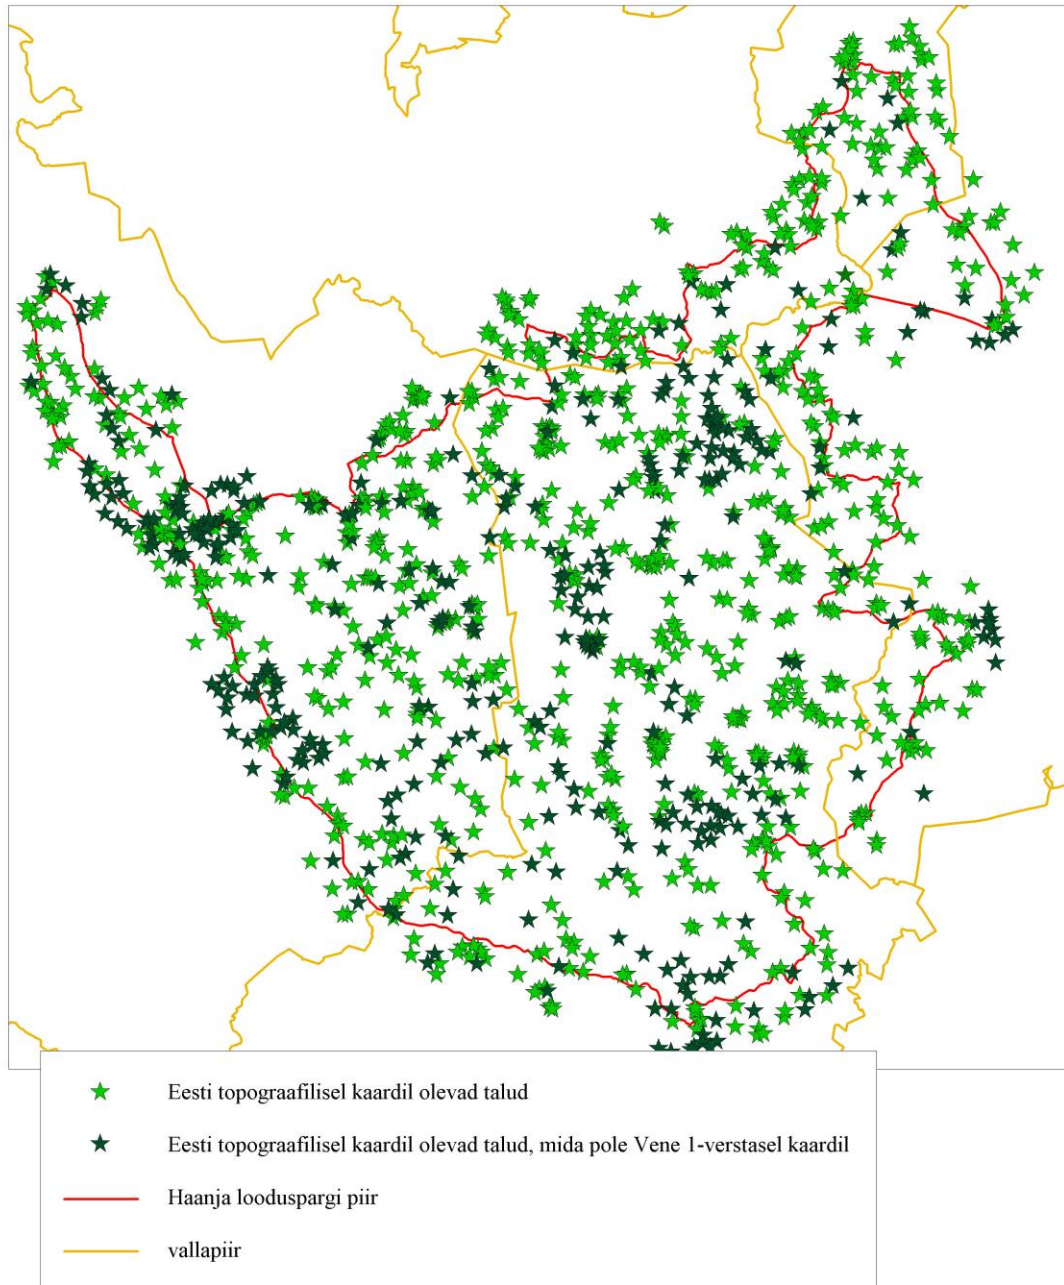 Eesti topograafilisel kaardil olevad talud
Eesti topograafilisel kaardil olevad talud, mida pole Vene 1-verstasel kaardil
Haanja looduspargi piir
vallapiir